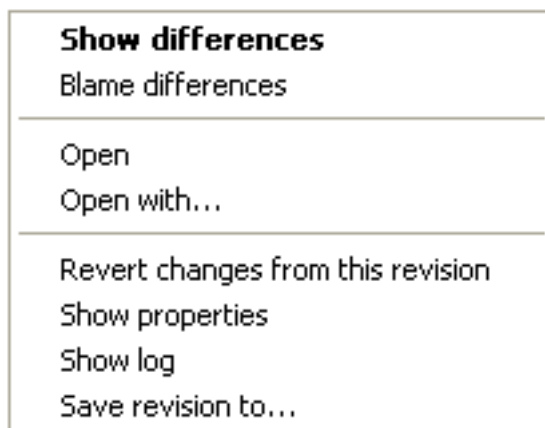 Show differences
Blame differences
Open
Open with...
Revert changes from this revision
Show properties
Show log
Save revision to...